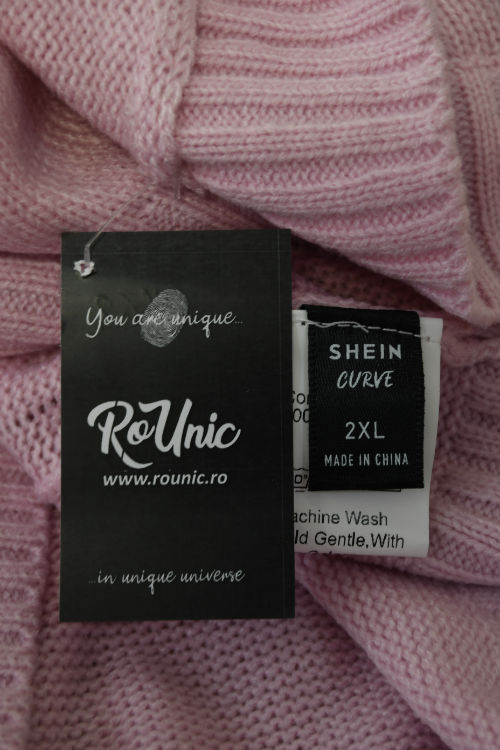 You are unique...
RoUnic
www.rounic.ro
...in unique universe
SHEIN
CURVE
2XL
MADE IN CHINA
achine Wash
ld Gentle,With